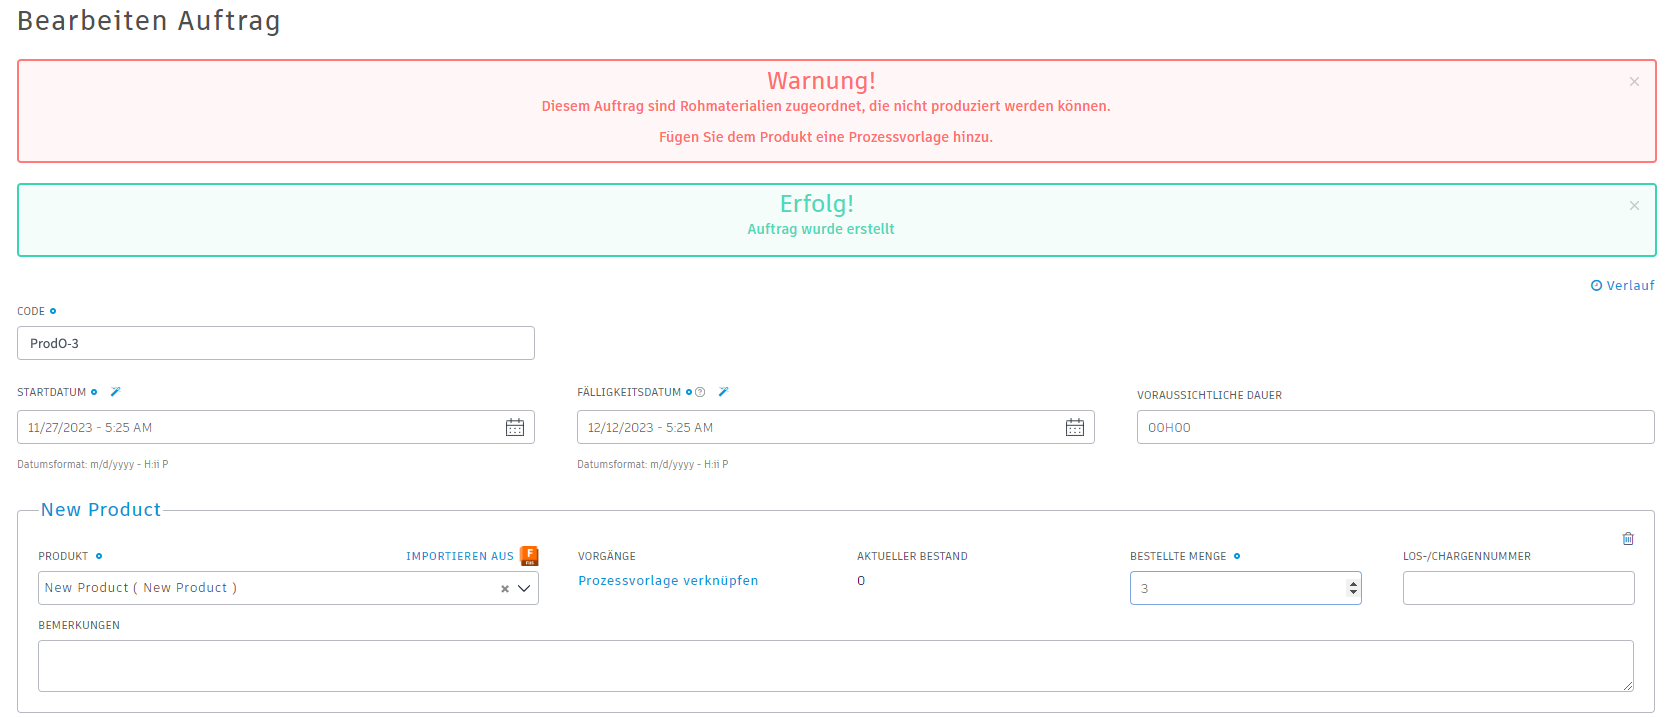 Bearbeiten Auftrag
Warnung!
Diesem Auftrag sind Rohmaterialien zugeordnet, die nicht produziert werden können.
Fügen Sie dem Produkt eine Prozessvorlage hinzu.
Erfolg!
Auftrag wurde erstellt
Verlauf
CODE
ProdO-3
STARTDATUM
FÄLLIGKEITSDATUM
VORAUSSICHTLICHE DAUER
11/27/2023 - 5:25 AM
12/12/2023 - 5:25 AM
00H00
Datumsformat: m/d/yyyy - H:ii P
Datumsformat: m/d/yyyy - H:ii P
New Product
PRODUKT
IMPORTIEREN AUS
F
FUS
VORGÄNGE
AKTUELLER BESTAND
BESTELLTE MENGE
LOS-/CHARGENNUMMER
New Product ( New Product )
Prozessvorlage verknüpfen
0
3
BEMERKUNGEN